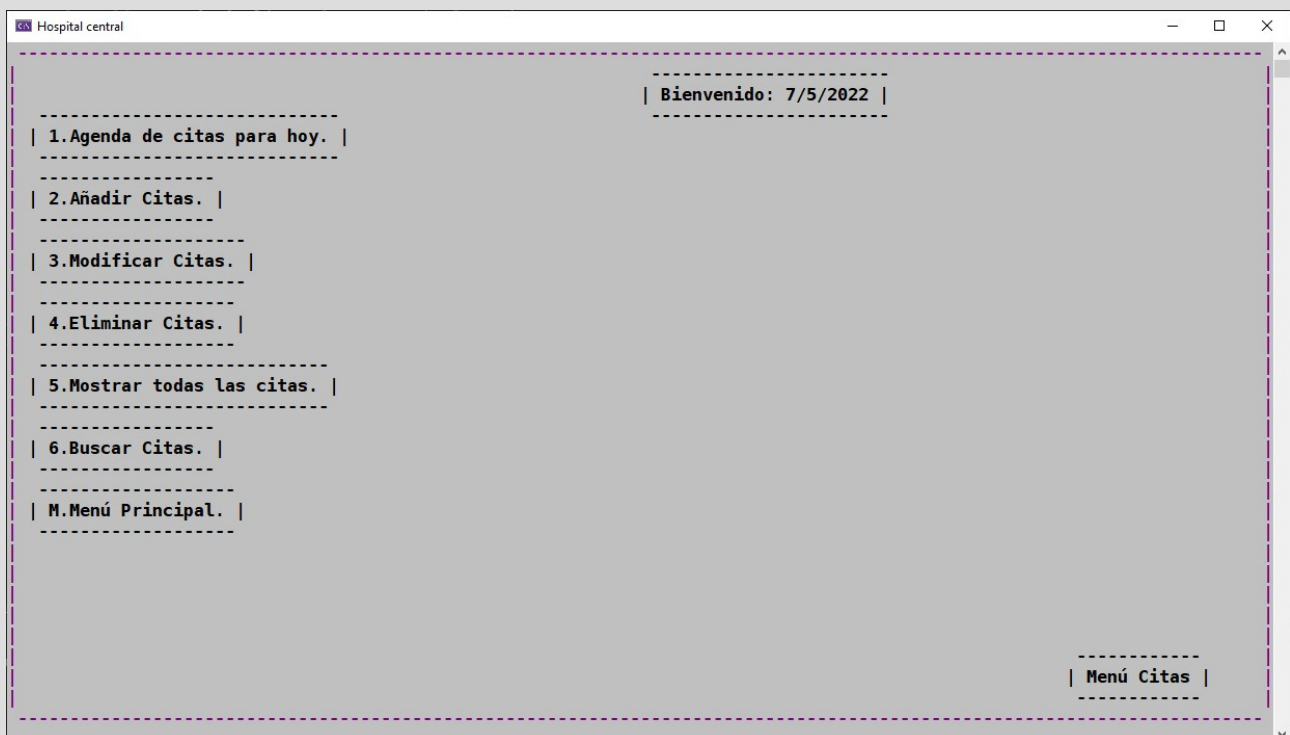 Hospital central
Bienvenido: 7/5/2022
1.Agenda de citas para hoy.
2.Añadir Citas.
3.Modificar Citas.
4.Eliminar Citas.
5.Mostrar todas las citas.
6.Buscar Citas.
M.Menú Principal.
Menú Citas